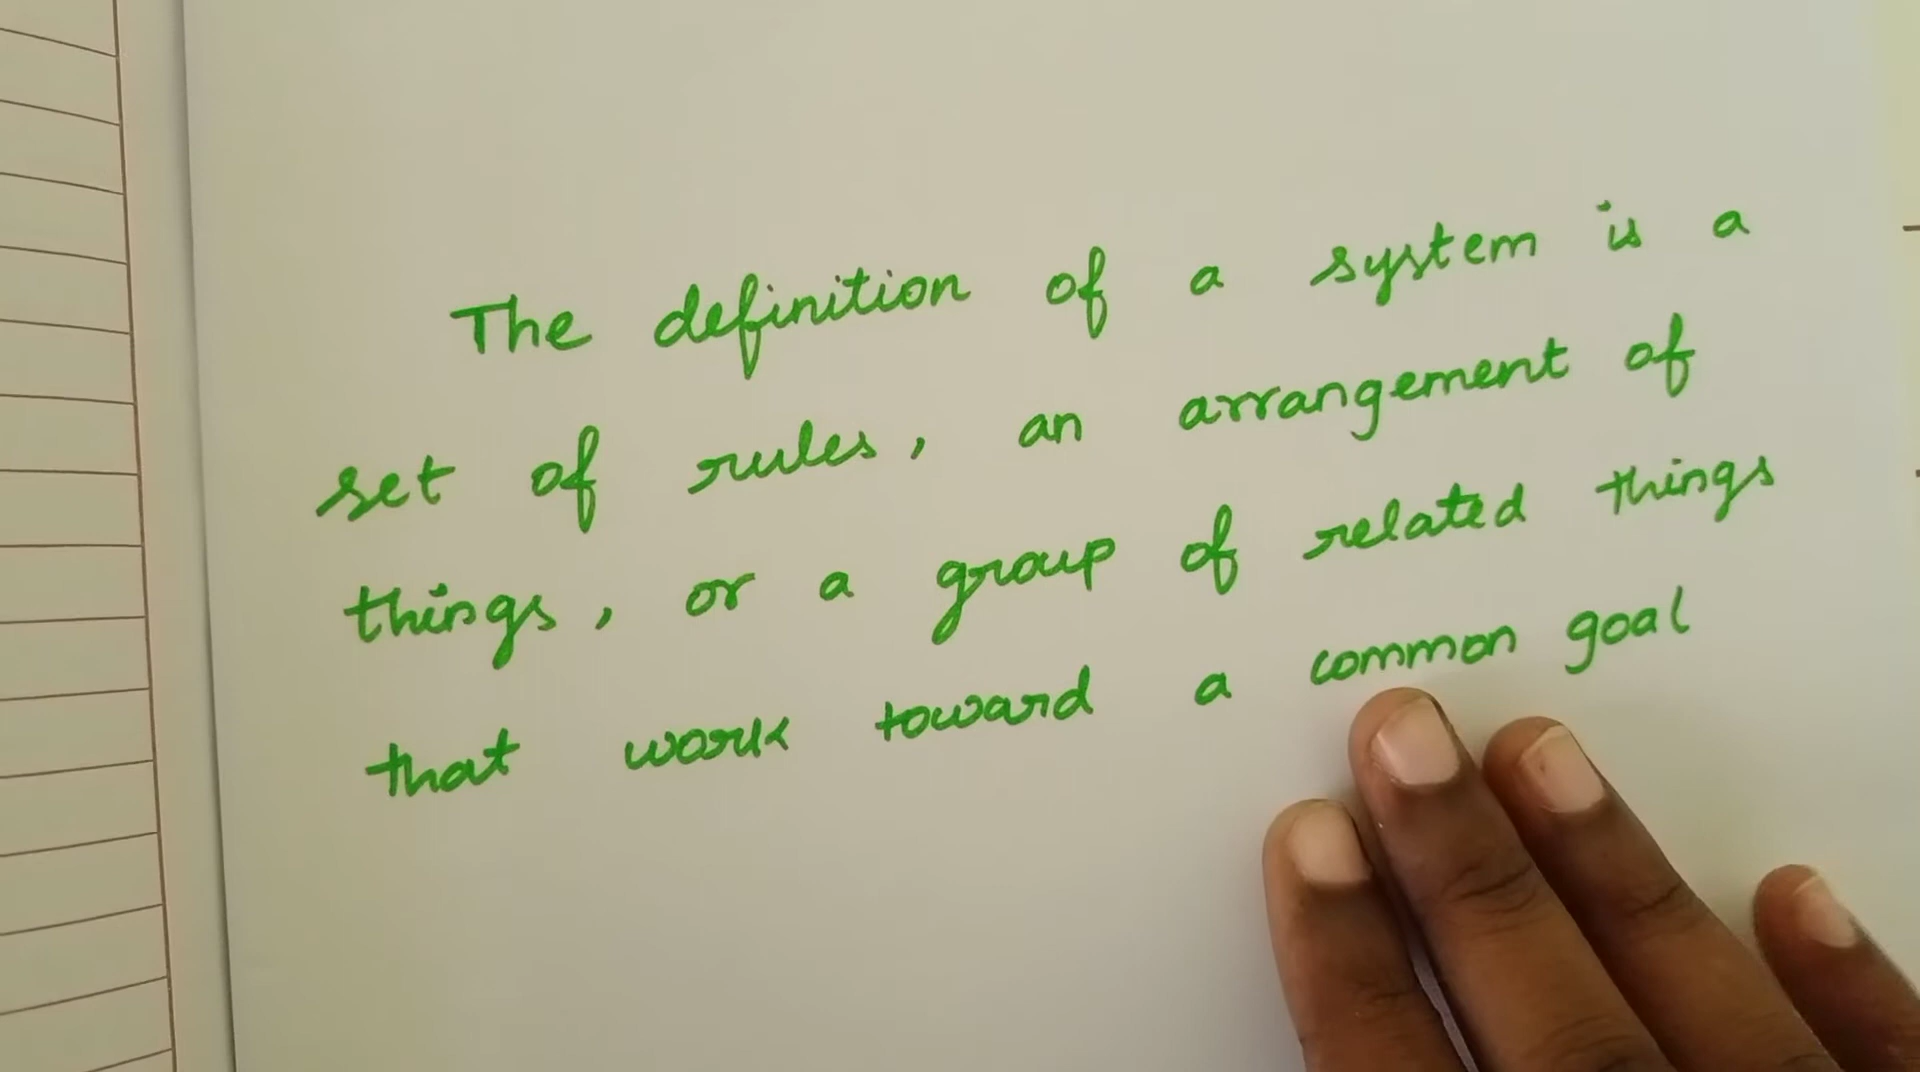 The definition of a system is a
set of rules, an arrangement of
things, or a group of related things
that work toward a common goal